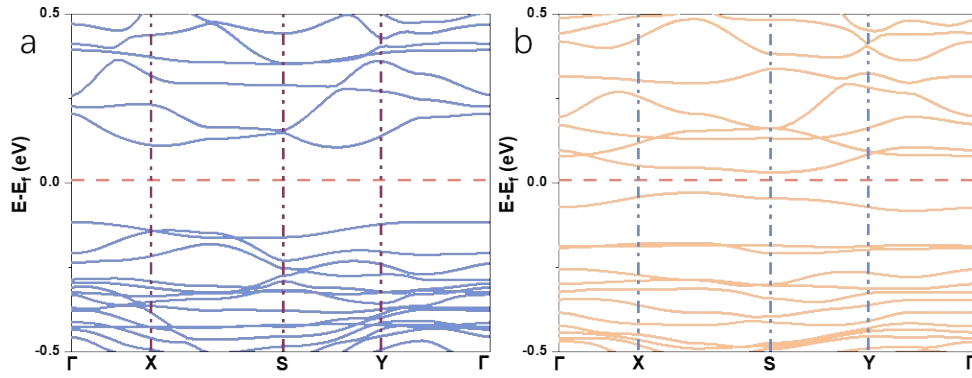 a
0.5
0.0
-0.5
E-E_f (eV)
Γ X S Y Γ
b
0.5
0.0
-0.5
E-E_f (eV)
Γ X S Y Γ